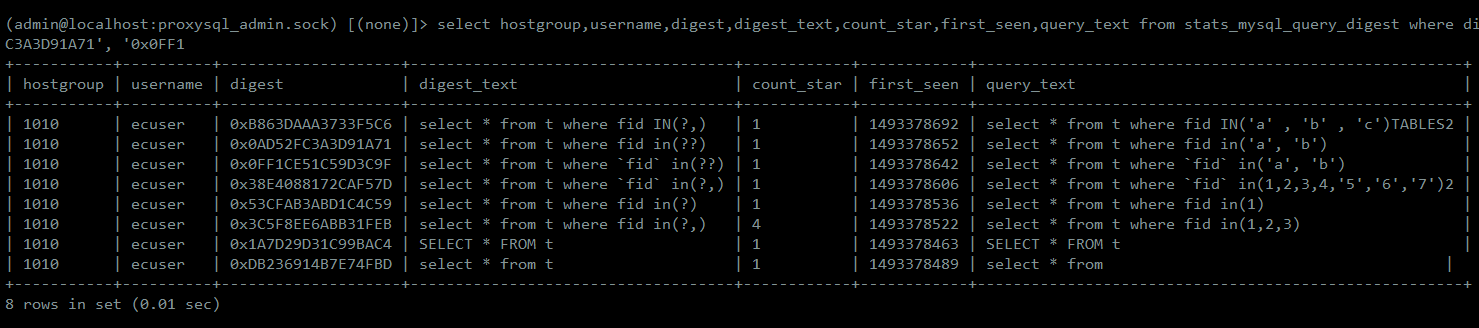 (admin@localhost:proxysql_admin.sock) [(none)]> select hostgroup,username,digest,digest_text,count_star,first_seen,query_text from stats_mysql_query_digest where di
C3A3D91A71', '0x0FF1
+-----------+----------+--------------------+----------------------------------+------------+------------+----------------------------------------------------+
| hostgroup | username | digest             | digest_text                      | count_star | first_seen | query_text                                         |
+-----------+----------+--------------------+----------------------------------+------------+------------+----------------------------------------------------+
| 1010      | ecuser   | 0xB863DAAA3733F5C6 | select * from t where fid IN(?,) | 1          | 1493378692 | select * from t where fid IN('a' , 'b' , 'c')TABLES2 |
| 1010      | ecuser   | 0x0AD52FC3A3D91A71 | select * from t where fid in(??) | 1          | 1493378652 | select * from t where fid in('a', 'b')             |
| 1010      | ecuser   | 0x0FF1CE51C59D3C9F | select * from t where `fid` in(??) | 1          | 1493378642 | select * from t where `fid` in('a', 'b')           |
| 1010      | ecuser   | 0x38E4088172CAF57D | select * from t where `fid` in(?,) | 1          | 1493378606 | select * from t where `fid` in(1,2,3,4,'5','6','7')2 |
| 1010      | ecuser   | 0x53CFAB3ABD1C4C59 | select * from t where fid in(?)  | 1          | 1493378536 | select * from t where fid in(1)                    |
| 1010      | ecuser   | 0x3C5F8EE6ABB31FEB | select * from t where fid in(?,) | 4          | 1493378522 | select * from t where fid in(1,2,3)                |
| 1010      | ecuser   | 0x1A7D29D31C99BAC4 | SELECT * FROM t                  | 1          | 1493378463 | SELECT * FROM t                                    |
| 1010      | ecuser   | 0xDB236914B7E74FBD | select * from t                  | 1          | 1493378489 | select * from                                      |
+-----------+----------+--------------------+----------------------------------+------------+------------+----------------------------------------------------+
8 rows in set (0.01 sec)